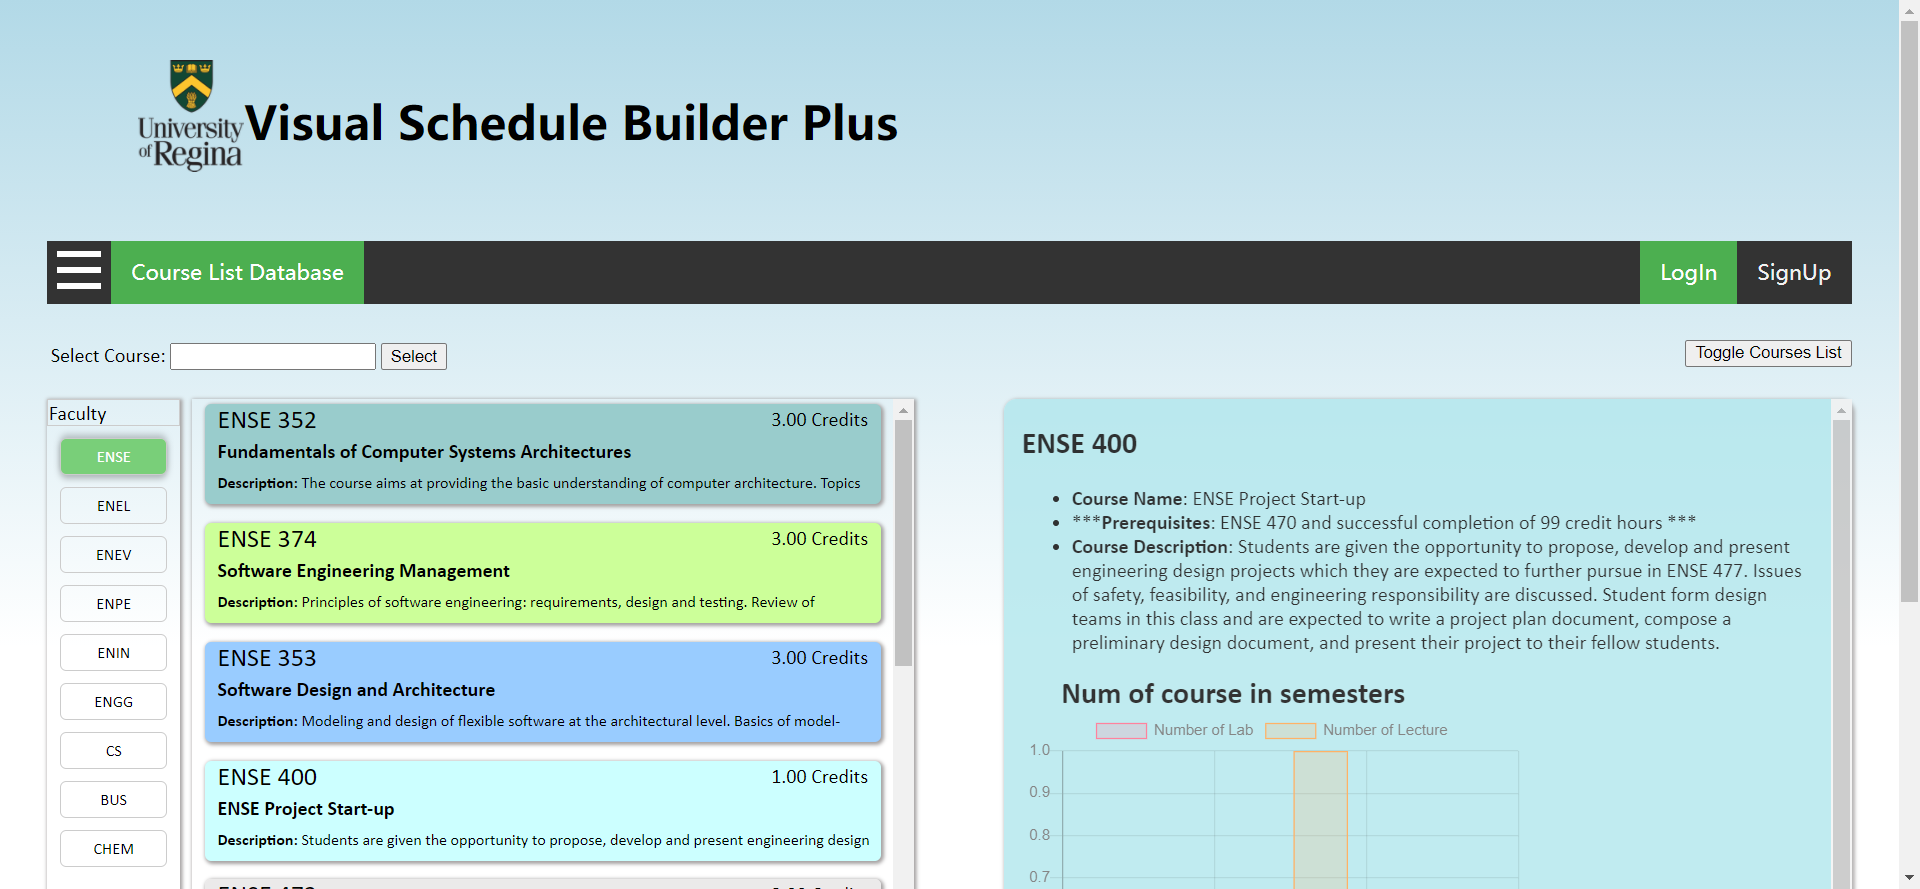 University
of Regina
Visual Schedule Builder Plus
Course List Database
LogIn
SignUp
Select Course:
Select
Toggle Courses List
Faculty
ENSE
ENEL
ENEV
ENPE
ENIN
ENGG
CS
BUS
CHEM
ENSE 352
3.00 Credits
Fundamentals of Computer Systems Architectures
Description: The course aims at providing the basic understanding of computer architecture. Topics
ENSE 374
3.00 Credits
Software Engineering Management
Description: Principles of software engineering: requirements, design and testing. Review of
ENSE 353
3.00 Credits
Software Design and Architecture
Description: Modeling and design of flexible software at the architectural level. Basics of model-
ENSE 400
1.00 Credits
ENSE Project Start-up
Description: Students are given the opportunity to propose, develop and present engineering design
ENSE 400
Course Name: ENSE Project Start-up
***Prerequisites: ENSE 470 and successful completion of 99 credit hours ***
Course Description: Students are given the opportunity to propose, develop and present
engineering design projects which they are expected to further pursue in ENSE 477. Issues
of safety, feasibility, and engineering responsibility are discussed. Student form design
teams in this class and are expected to write a project plan document, compose a
preliminary design document, and present their project to their fellow students.
Num of course in semesters
Number of Lab
Number of Lecture
1.0
0.9
0.8
0.7